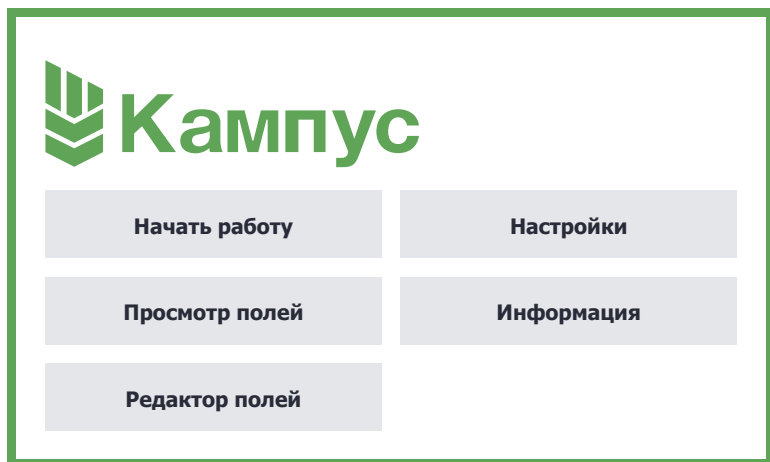 Кампус
Начать работу
Настройки
Просмотр полей
Информация
Редактор полей